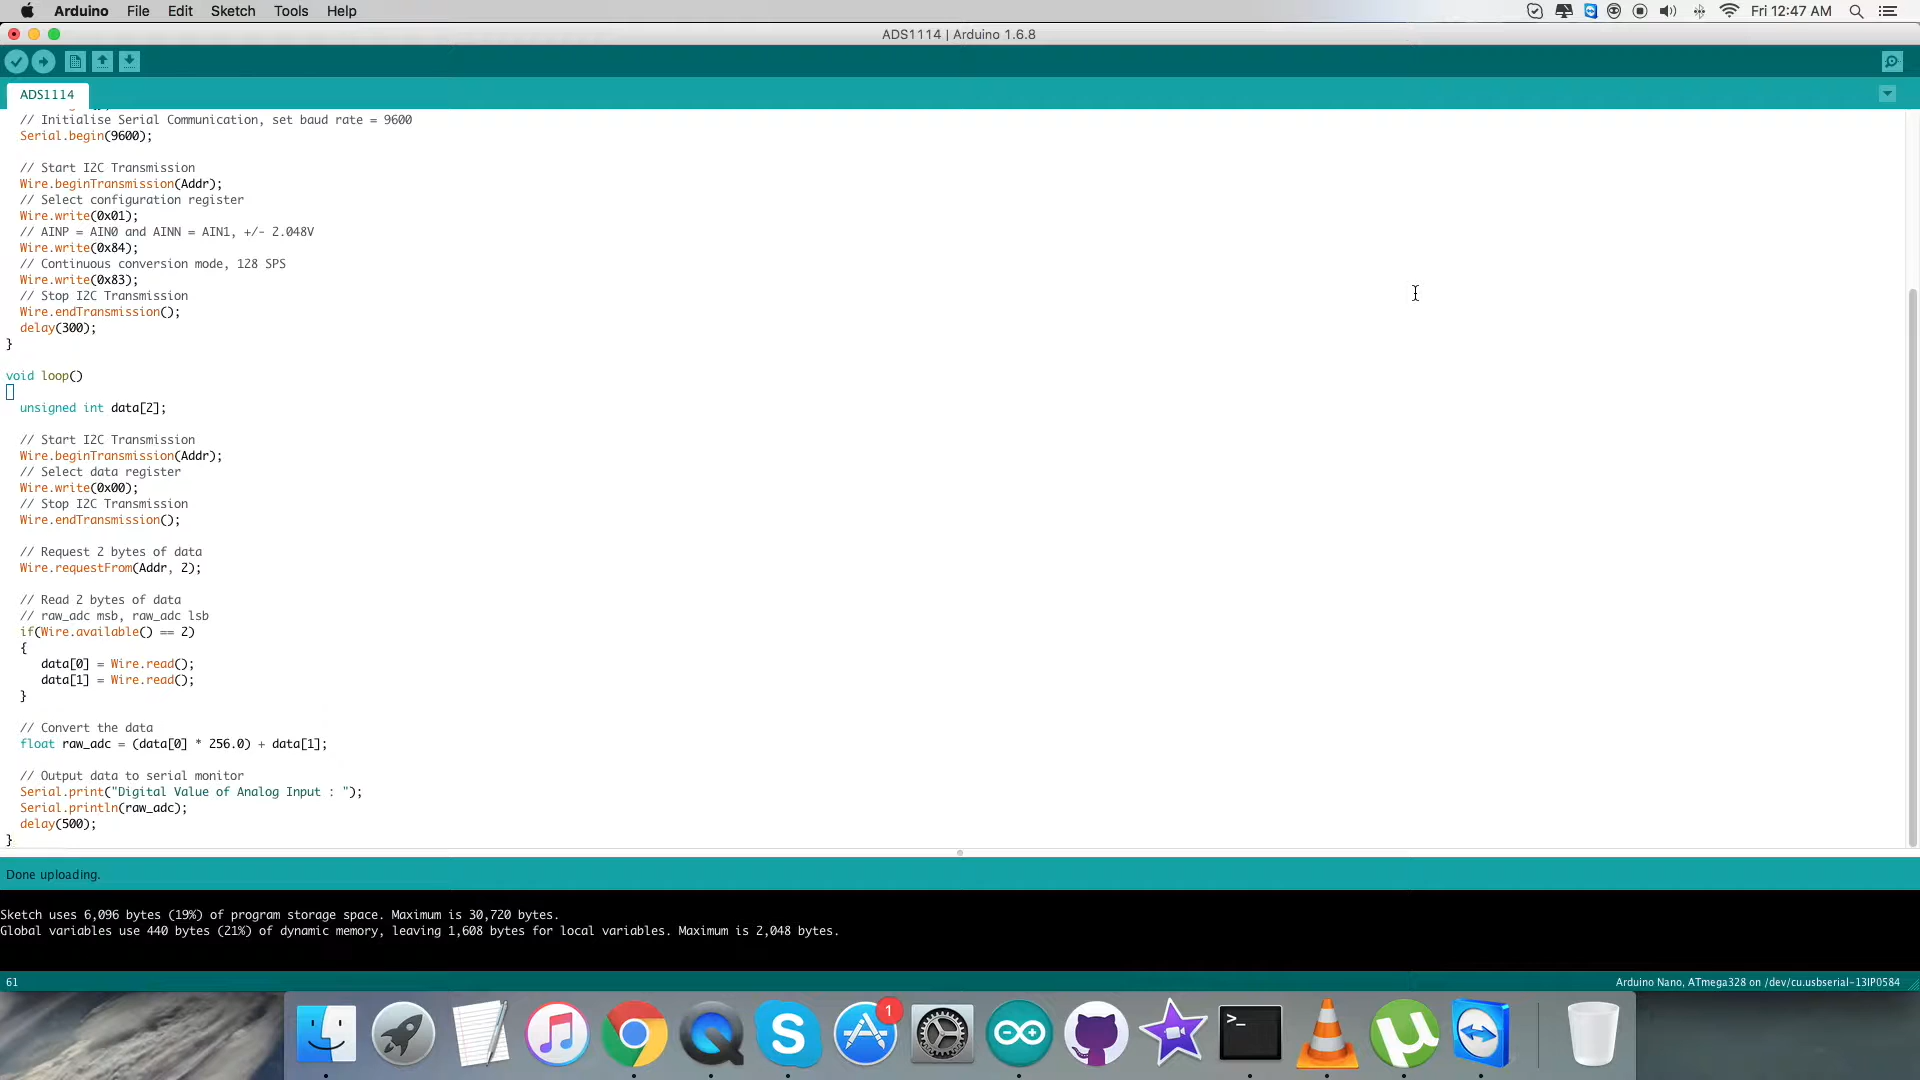 Arduino File Edit Sketch Tools Help Fri 12:47 AM
ADS1114 | Arduino 1.6.8
ADS1114
// Initialise Serial Communication, set baud rate = 9600
Serial.begin(9600);
// Start I2C Transmission
Wire.beginTransmission(Addr);
// Select configuration register
Wire.write(0x01);
// AINP = AIN0 and AINN = AIN1, +/- 2.048V
Wire.write(0x84);
// Continuous conversion mode, 128 SPS
Wire.write(0x83);
// Stop I2C Transmission
Wire.endTransmission();
delay(300);
}
void loop()
unsigned int data[2];
// Start I2C Transmission
Wire.beginTransmission(Addr);
// Select data register
Wire.write(0x00);
// Stop I2C Transmission
Wire.endTransmission();
// Request 2 bytes of data
Wire.requestFrom(Addr, 2);
// Read 2 bytes of data
// raw_adc msb, raw_adc lsb
if(Wire.available() == 2)
{
data[0] = Wire.read();
data[1] = Wire.read();
}
// Convert the data
float raw_adc = (data[0] * 256.0) + data[1];
// Output data to serial monitor
Serial.print("Digital Value of Analog Input : ");
Serial.println(raw_adc);
delay(500);
}
Done uploading.
Sketch uses 6,096 bytes (19%) of program storage space. Maximum is 30,720 bytes.
Global variables use 440 bytes (21%) of dynamic memory, leaving 1,608 bytes for local variables. Maximum is 2,048 bytes.
61 Arduino Nano, ATmega328 on /dev/cu.usbserial-13IP0584
1
>_